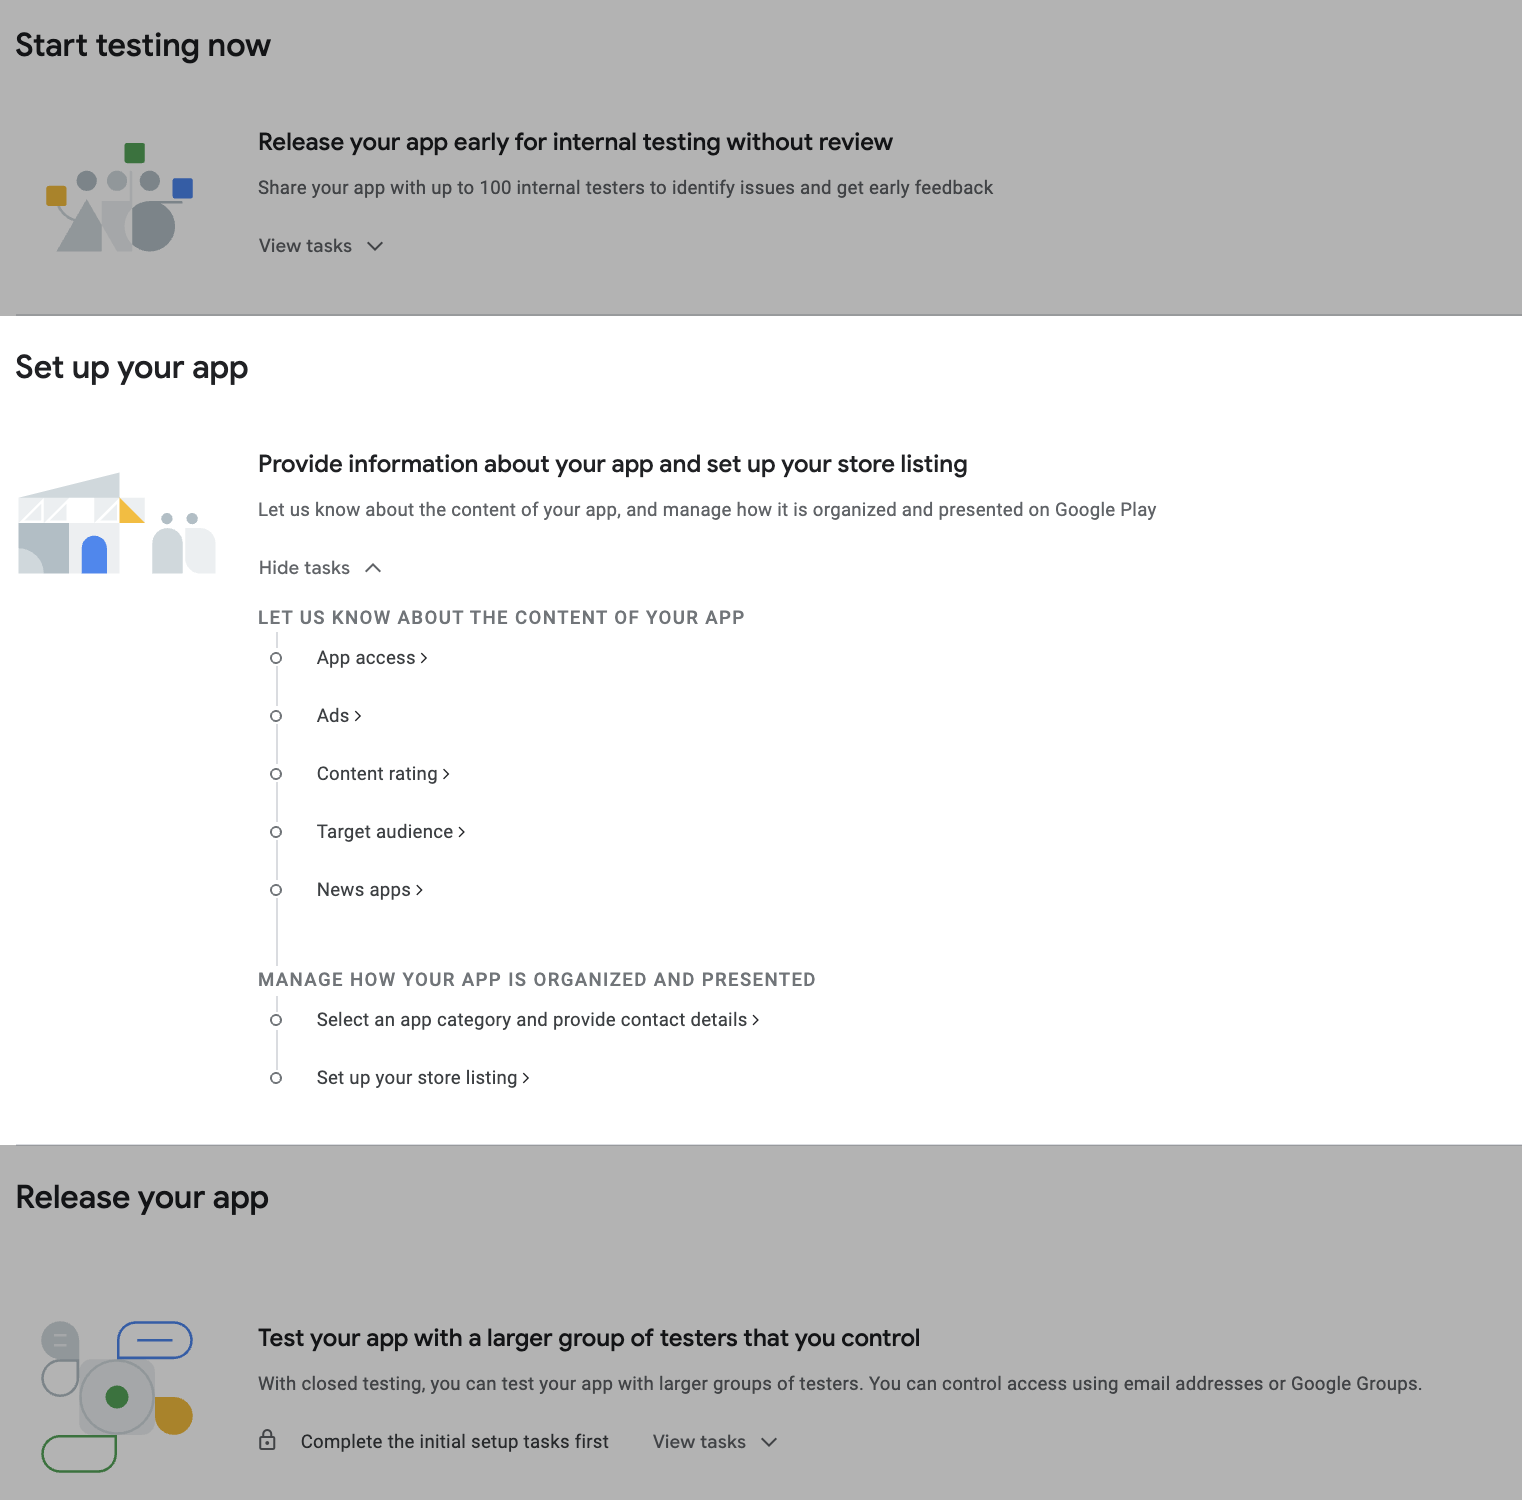 Start testing now
Release your app early for internal testing without review
Share your app with up to 100 internal testers to identify issues and get early feedback
View tasks
Set up your app
Provide information about your app and set up your store listing
Let us know about the content of your app, and manage how it is organized and presented on Google Play
Hide tasks
LET US KNOW ABOUT THE CONTENT OF YOUR APP
App access
Ads
Content rating
Target audience
News apps
MANAGE HOW YOUR APP IS ORGANIZED AND PRESENTED
Select an app category and provide contact details
Set up your store listing
Release your app
Test your app with a larger group of testers that you control
With closed testing, you can test your app with larger groups of testers. You can control access using email addresses or Google Groups.
Complete the initial setup tasks first View tasks